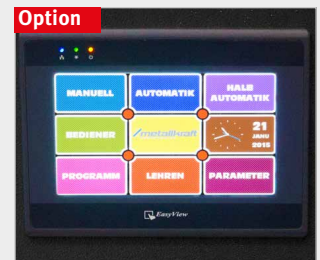 Option
MANUELL
AUTOMATIK
HALB
AUTOMATIK
BEDIENER
metallkraft
21
JANU
2015
PROGRAMM
LEHREN
PARAMETER
EasyView